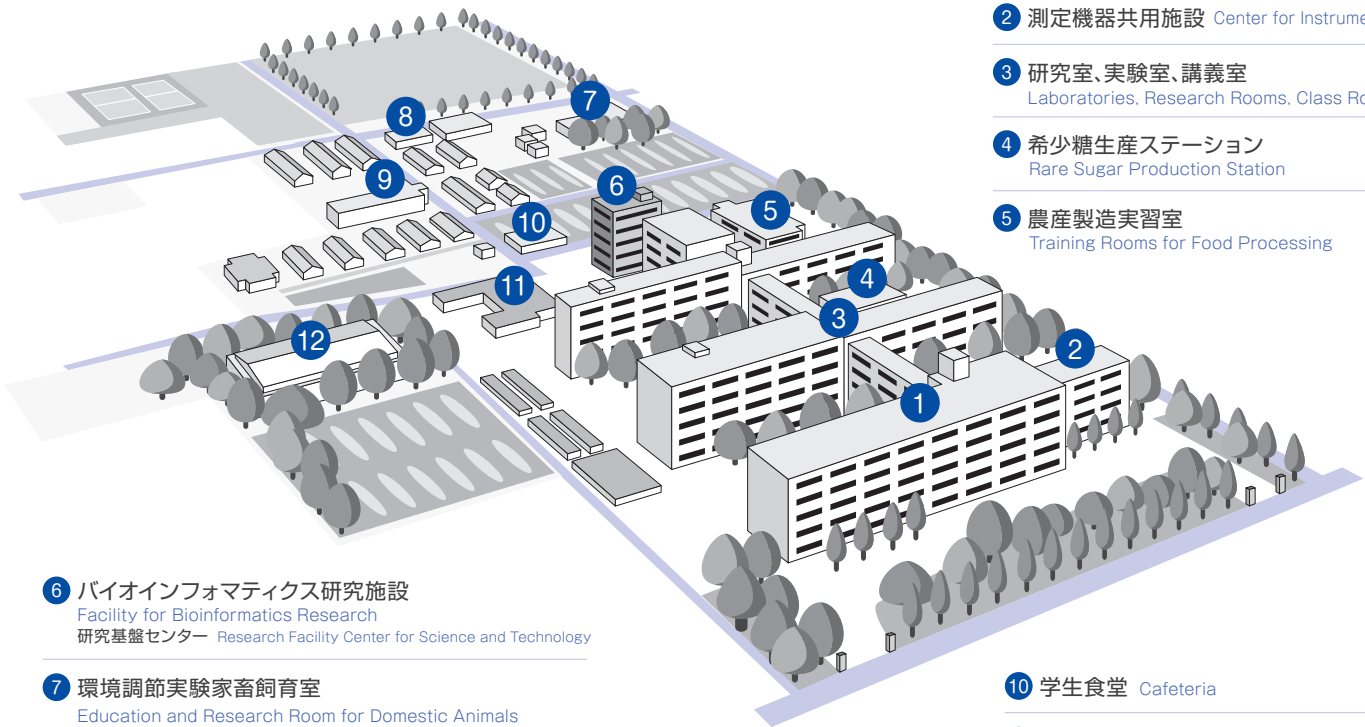 ② 測定機器共用施設 Center for Instrume
③ 研究室、実験室、講義室
Laboratories, Research Rooms, Class Ro
④ 希少糖生産ステーション
Rare Sugar Production Station
⑤ 農産製造実習室
Training Rooms for Food Processing
7
8
9
6
10
5
11
4
3
12
2
1
⑥ バイオインフォマティクス研究施設
Facility for Bioinformatics Research
研究基盤センター Research Facility Center for Science and Technology
⑦ 環境調節実験家畜飼育室
Education and Research Room for Domestic Animals
⑩ 学生食堂 Cafeteria